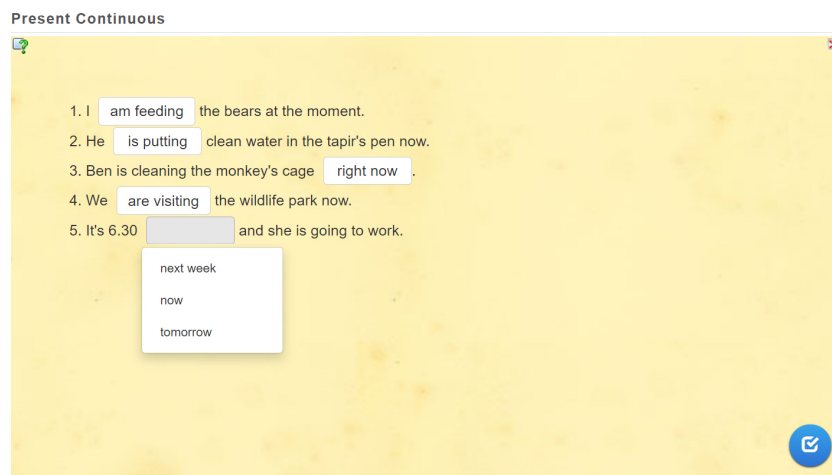 Present Continuous
1. I am feeding the bears at the moment.
2. He is putting clean water in the tapir's pen now.
3. Ben is cleaning the monkey's cage right now.
4. We are visiting the wildlife park now.
5. It's 6.30 and she is going to work.
next week
now
tomorrow